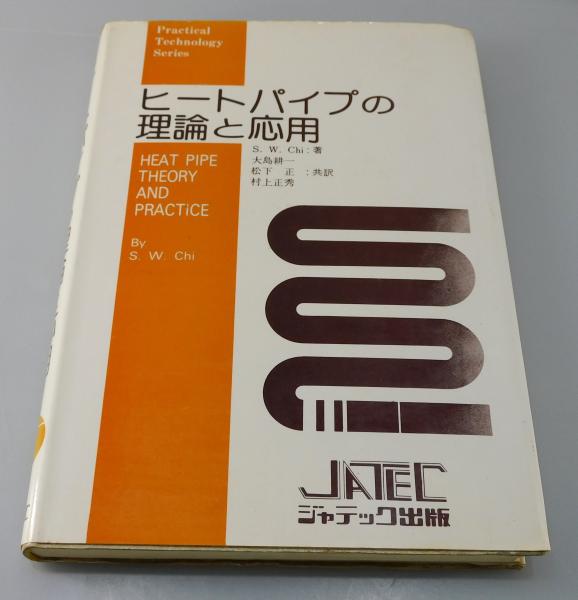 Practical
Technology
Series
ヒートパイプの
理論と応用
S. W. Chi : 著
大島耕一
松下 正 : 共訳
村上正秀
HEAT PIPE
THEORY
AND
PRACTiCE
By
S. W. Chi
JATEC
ジャテック出版